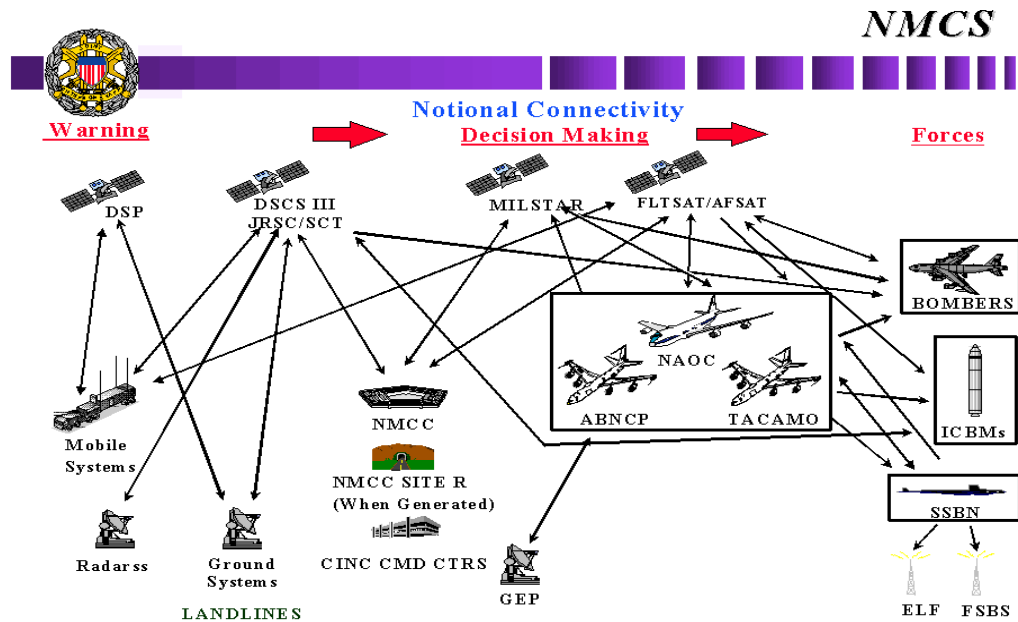 NMCS
Notional Connectivity
Warning
Decision Making
Forces
DSP
DSCS III
JRSC/SCT
MILSTAR
FLTSAT/AFSAT
BOMBERS
NAOC
ABNCP
TACAMO
ICBMs
Mobile
Systems
NMCC
NMCC SITE R
(When Generated)
SSBN
Radarss
Ground
Systems
CINC CMD CTRS
GEP
ELF
FSBS
LANDLINES